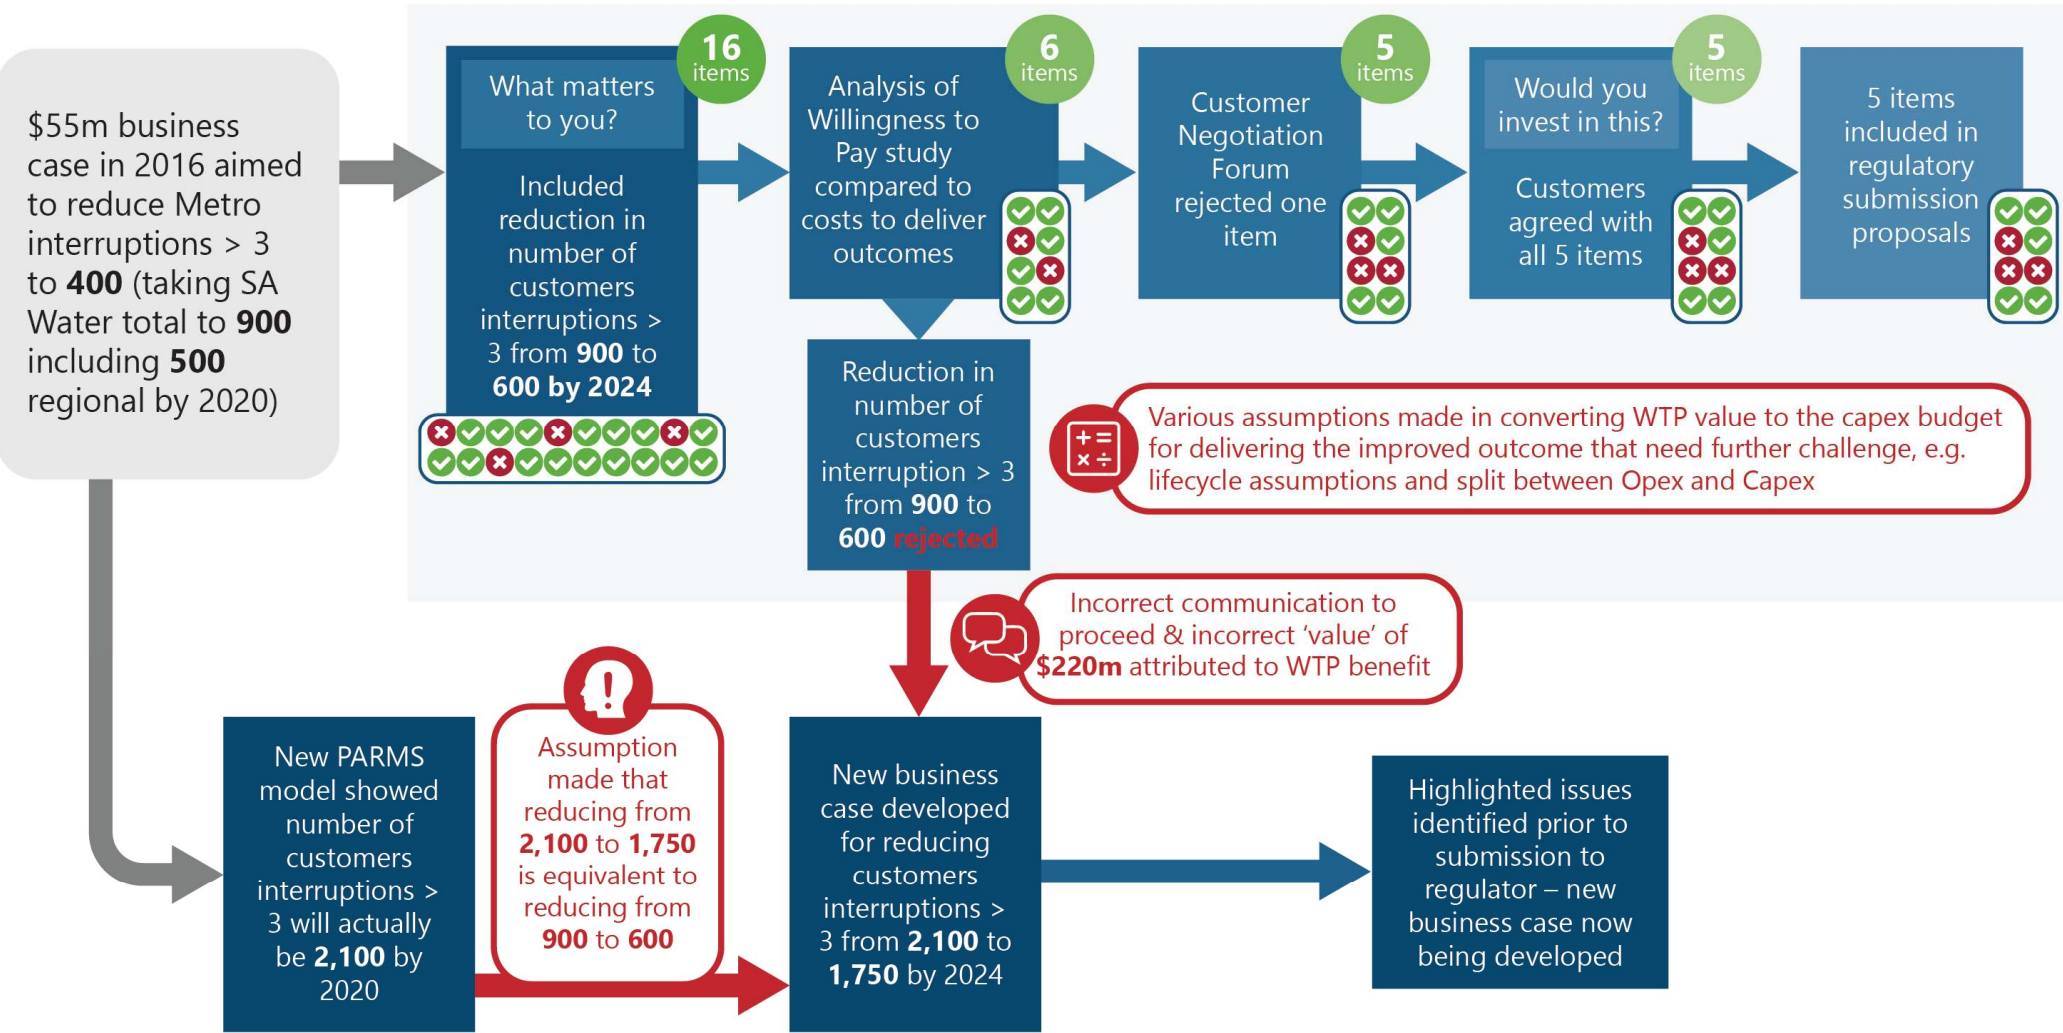 $55m business
case in 2016 aimed
to reduce Metro
interruptions > 3
to 400 (taking SA
Water total to 900
including 500
regional by 2020)
What matters
to you?
Included
reduction in
number of
customers
interruptions >
3 from 900 to
600 by 2024
16
items
Analysis of
Willingness to
Pay study
compared to
costs to deliver
outcomes
6
items
Customer
Negotiation
Forum
rejected one
item
5
items
Would you
invest in this?
Customers
agreed with
all 5 items
5
items
5 items
included in
regulatory
submission
proposals
Reduction in
number of
customers
interruption > 3
from 900 to
600 rejected
Various assumptions made in converting WTP value to the capex budget
for delivering the improved outcome that need further challenge, e.g.
lifecycle assumptions and split between Opex and Capex
Incorrect communication to
proceed & incorrect ‘value’ of
$220m attributed to WTP benefit
New PARMS
model showed
number of
customers
interruptions >
3 will actually
be 2,100 by
2020
Assumption
made that
reducing from
2,100 to 1,750
is equivalent to
reducing from
900 to 600
New business
case developed
for reducing
customers
interruptions >
3 from 2,100 to
1,750 by 2024
Highlighted issues
identified prior to
submission to
regulator – new
business case now
being developed